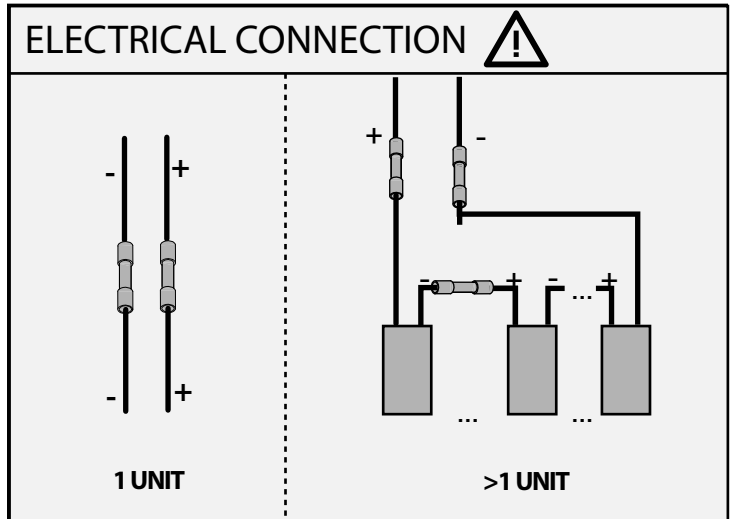 ELECTRICAL CONNECTION
- +
- +
1 UNIT
+ -
- + - ... +
... ...
>1 UNIT